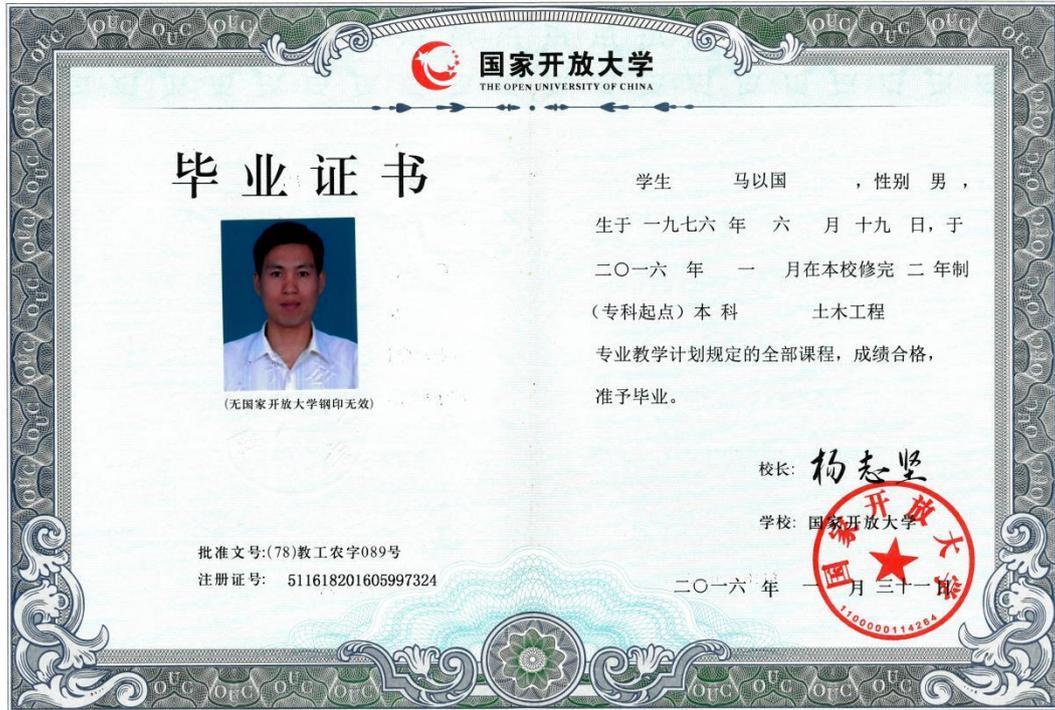 国家开放大学
THE OPEN UNIVERSITY OF CHINA
毕业证书
(无国家开放大学钢印无效)
批准文号:(78)教工农字089号
注册证号: 511618201605997324
学生 马以国 , 性别 男 ,
生于 一九七六 年 六 月 十九 日, 于
二〇一六 年 一 月在本校修完 二 年制
(专科起点) 本 科 土木工程
专业教学计划规定的全部课程, 成绩合格,
准予毕业。
校长: 杨志坚
学校: 国家开放大学
二〇一六 年 一 月 三十一日
国家开放大学
1100000114264